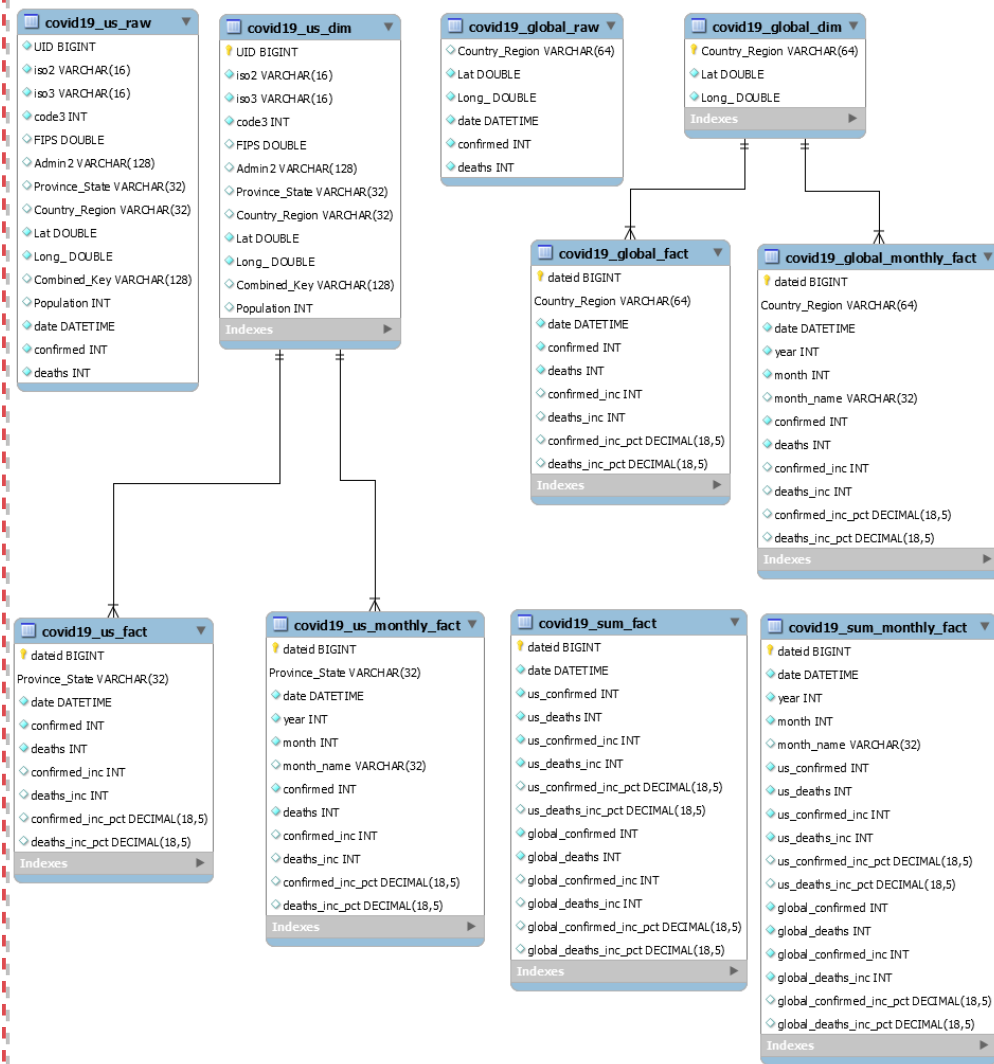 covid19_us_raw
UID BIGINT
iso2 VARCHAR(16)
iso3 VARCHAR(16)
code3 INT
FIPS DOUBLE
Admin2 VARCHAR(128)
Province_State VARCHAR(32)
Country_Region VARCHAR(32)
Lat DOUBLE
Long_ DOUBLE
Combined_Key VARCHAR(128)
Population INT
date DATETIME
confirmed INT
deaths INT
covid19_us_dim
UID BIGINT
iso2 VARCHAR(16)
iso3 VARCHAR(16)
code3 INT
FIPS DOUBLE
Admin2 VARCHAR(128)
Province_State VARCHAR(32)
Country_Region VARCHAR(32)
Lat DOUBLE
Long_ DOUBLE
Combined_Key VARCHAR(128)
Population INT
Indexes
covid19_global_raw
Country_Region VARCHAR(64)
Lat DOUBLE
Long_ DOUBLE
date DATETIME
confirmed INT
deaths INT
covid19_global_dim
Country_Region VARCHAR(64)
Lat DOUBLE
Long_ DOUBLE
Indexes
covid19_global_fact
dateid BIGINT
Country_Region VARCHAR(64)
date DATETIME
confirmed INT
deaths INT
confirmed_inc INT
deaths_inc INT
confirmed_inc_pct DECIMAL(18,5)
deaths_inc_pct DECIMAL(18,5)
Indexes
covid19_global_monthly_fact
dateid BIGINT
Country_Region VARCHAR(64)
date DATETIME
year INT
month INT
month_name VARCHAR(32)
confirmed INT
deaths INT
confirmed_inc INT
deaths_inc INT
confirmed_inc_pct DECIMAL(18,5)
deaths_inc_pct DECIMAL(18,5)
Indexes
covid19_us_fact
dateid BIGINT
Province_State VARCHAR(32)
date DATETIME
confirmed INT
deaths INT
confirmed_inc INT
deaths_inc INT
confirmed_inc_pct DECIMAL(18,5)
deaths_inc_pct DECIMAL(18,5)
Indexes
covid19_us_monthly_fact
dateid BIGINT
Province_State VARCHAR(32)
date DATETIME
year INT
month INT
month_name VARCHAR(32)
confirmed INT
deaths INT
confirmed_inc INT
deaths_inc INT
confirmed_inc_pct DECIMAL(18,5)
deaths_inc_pct DECIMAL(18,5)
Indexes
covid19_sum_fact
dateid BIGINT
date DATETIME
us_confirmed INT
us_deaths INT
us_confirmed_inc INT
us_deaths_inc INT
us_confirmed_inc_pct DECIMAL(18,5)
us_deaths_inc_pct DECIMAL(18,5)
global_confirmed INT
global_deaths INT
global_confirmed_inc INT
global_deaths_inc INT
global_confirmed_inc_pct DECIMAL(18,5)
global_deaths_inc_pct DECIMAL(18,5)
Indexes
covid19_sum_monthly_fact
dateid BIGINT
date DATETIME
year INT
month INT
month_name VARCHAR(32)
us_confirmed INT
us_deaths INT
us_confirmed_inc INT
us_deaths_inc INT
us_confirmed_inc_pct DECIMAL(18,5)
us_deaths_inc_pct DECIMAL(18,5)
global_confirmed INT
global_deaths INT
global_confirmed_inc INT
global_deaths_inc INT
global_confirmed_inc_pct DECIMAL(18,5)
global_deaths_inc_pct DECIMAL(18,5)
Indexes